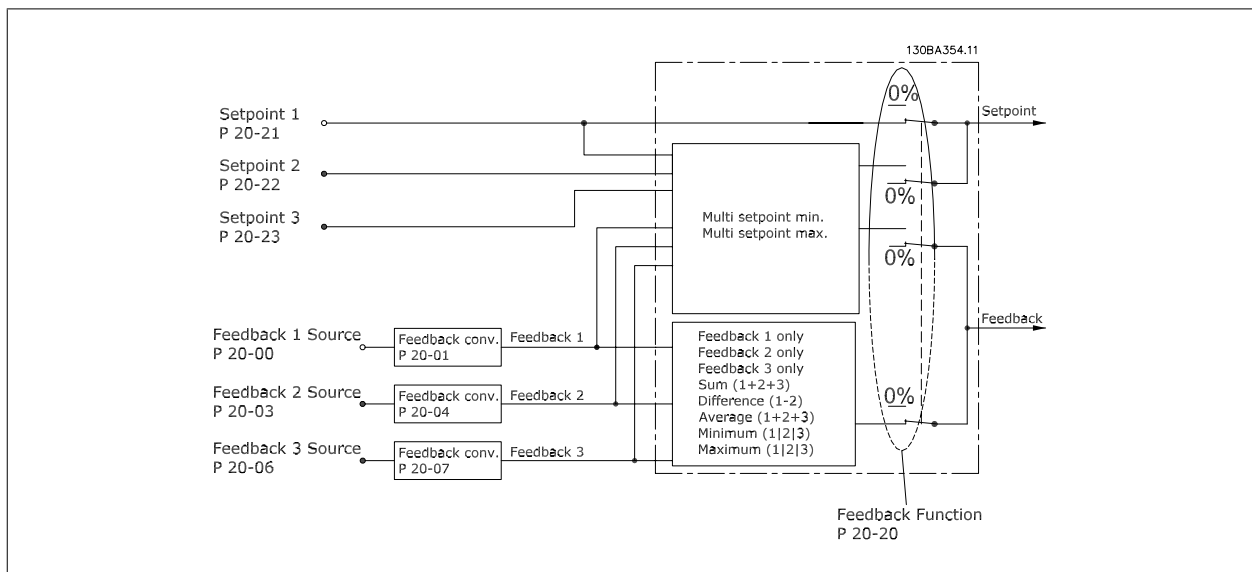 130BA354.11
0%
Setpoint 1
P 20-21
Setpoint
Setpoint 2
P 20-22
0%
Setpoint 3
P 20-23
Multi setpoint min.
Multi setpoint max.
0%
Feedback
Feedback 1 Source
P 20-00
Feedback conv.
P 20-01
Feedback 1
Feedback 1 only
Feedback 2 only
Feedback 3 only
Sum (1+2+3)
Difference (1-2)
Average (1+2+3)
Minimum (1|2|3)
Maximum (1|2|3)
0%
Feedback 2 Source
P 20-03
Feedback conv.
P 20-04
Feedback 2
Feedback 3 Source
P 20-06
Feedback conv.
P 20-07
Feedback 3
Feedback Function
P 20-20